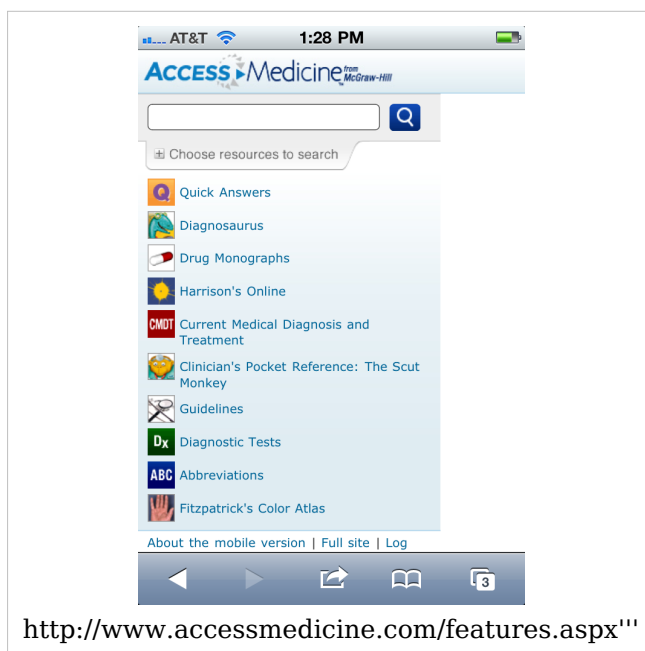 AT&T 1:28 PM
ACCESS Medicine from McGraw-Hill
Choose resources to search
Q Quick Answers
Diagnosaurus
Drug Monographs
Harrison's Online
CMDT Current Medical Diagnosis and
Treatment
Clinician's Pocket Reference: The Scut
Monkey
Guidelines
Dx Diagnostic Tests
ABC Abbreviations
Fitzpatrick's Color Atlas
About the mobile version | Full site | Log
3
http://www.accessmedicine.com/features.aspx'''